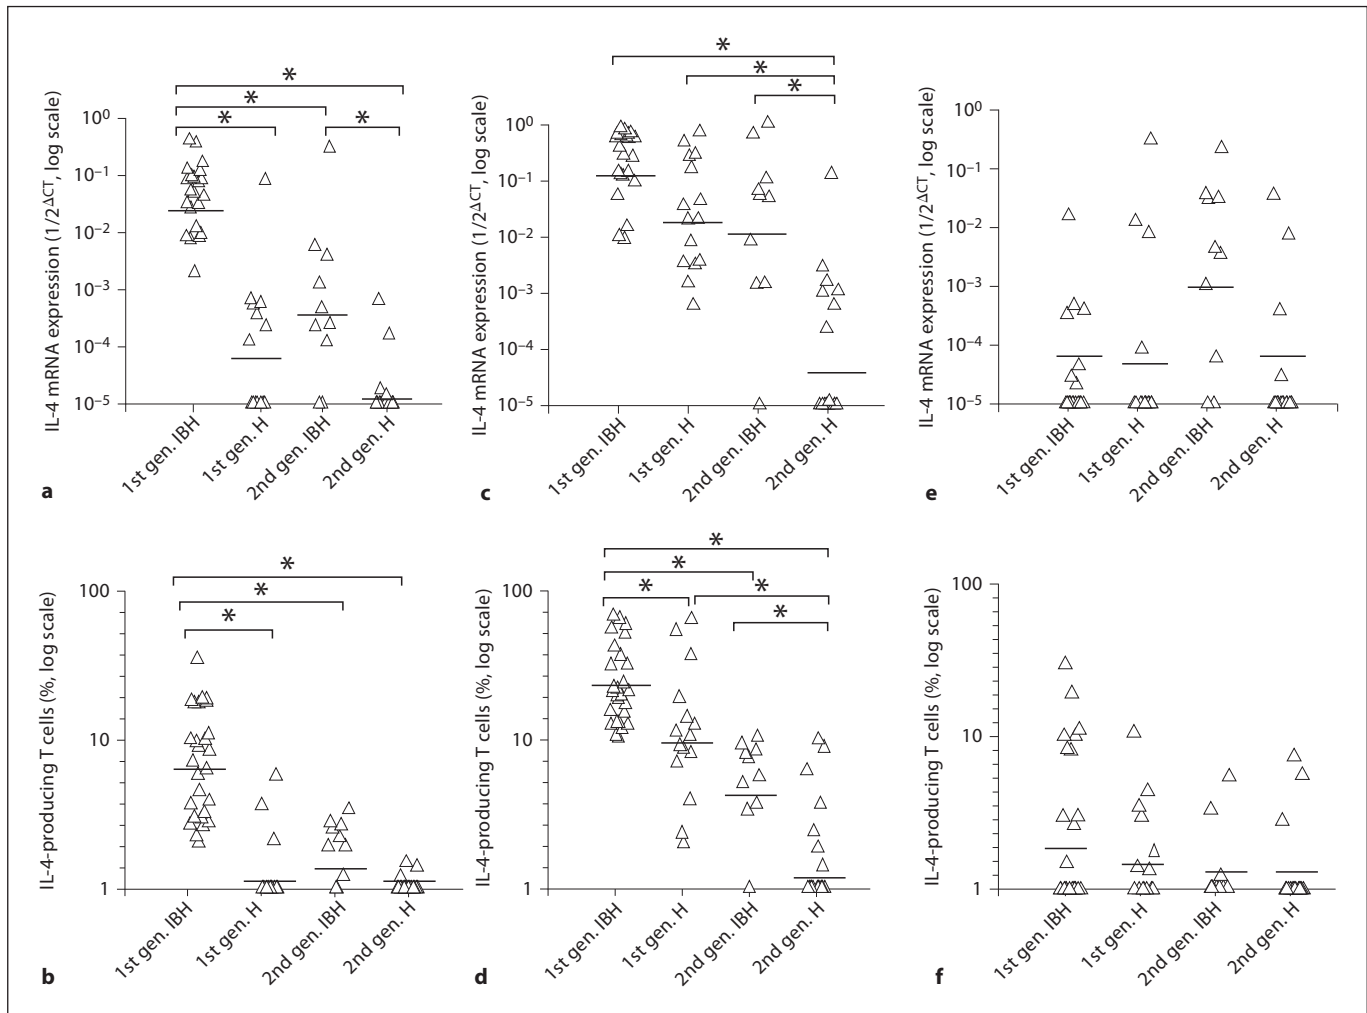 *
*
*
*
IL-4 mRNA expression (1/2^ΔCT, log scale)
10⁰
10⁻¹
10⁻²
10⁻³
10⁻⁴
10⁻⁵
1st gen. IBH
1st gen. H
2nd gen. IBH
2nd gen. H
a
*
*
*
IL-4 mRNA expression (1/2^ΔCT, log scale)
10⁰
10⁻¹
10⁻²
10⁻³
10⁻⁴
10⁻⁵
1st gen. IBH
1st gen. H
2nd gen. IBH
2nd gen. H
c
IL-4 mRNA expression (1/2^ΔCT, log scale)
10⁰
10⁻¹
10⁻²
10⁻³
10⁻⁴
10⁻⁵
1st gen. IBH
1st gen. H
2nd gen. IBH
2nd gen. H
e
*
*
*
IL-4-producing T cells (%, log scale)
100
10
1
1st gen. IBH
1st gen. H
2nd gen. IBH
2nd gen. H
b
*
*
*
*
*
IL-4-producing T cells (%, log scale)
100
10
1
1st gen. IBH
1st gen. H
2nd gen. IBH
2nd gen. H
d
IL-4-producing T cells (%, log scale)
100
10
1
1st gen. IBH
1st gen. H
2nd gen. IBH
2nd gen. H
f